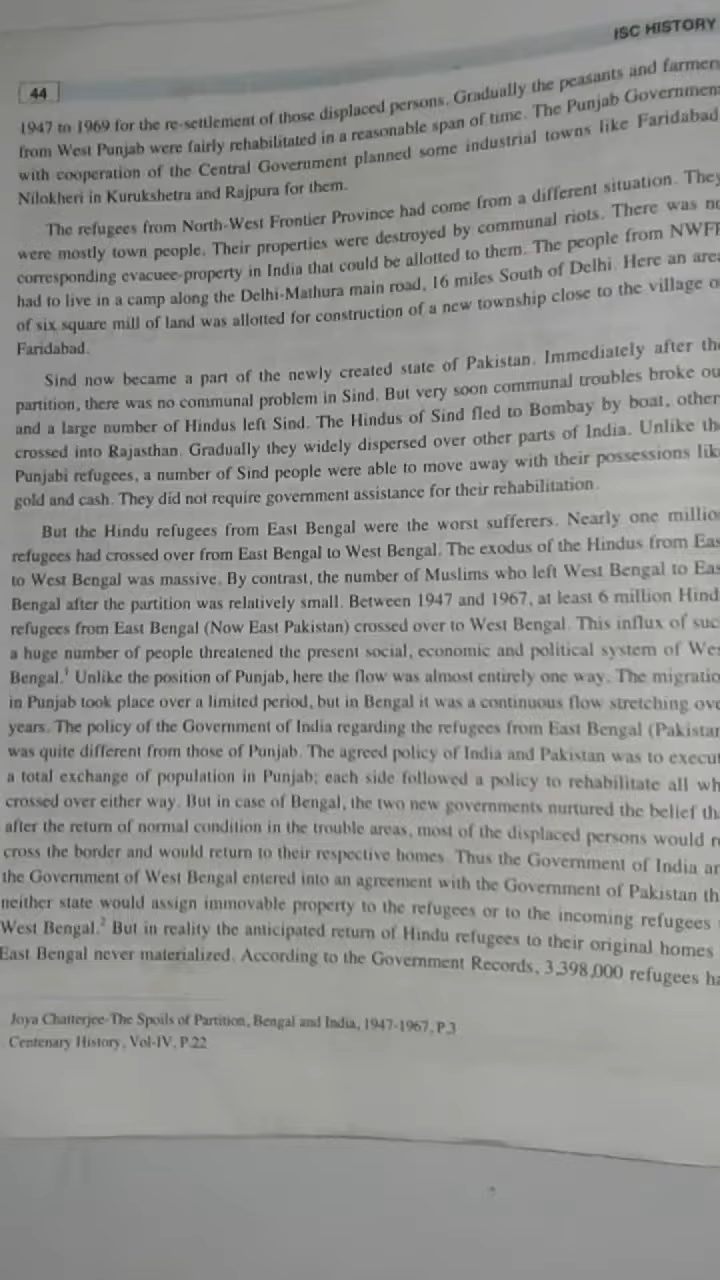 ISC HISTORY
44
1947 to 1969 for the re-settlement of those displaced persons. Gradually the peasants and farmers
from West Punjab were fairly rehabilitated in a reasonable span of time. The Punjab Governmen
with cooperation of the Central Government planned some industrial towns like Faridabad
Nilokheri in Kurukshetra and Rajpura for them.
The refugees from North-West Frontier Province had come from a different situation. They
were mostly town people. Their properties were destroyed by communal riots. There was no
corresponding evacuee-property in India that could be allotted to them. The people from NWFP
had to live in a camp along the Delhi-Mathura main road, 16 miles South of Delhi. Here an area
of six square mill of land was allotted for construction of a new township close to the village o
Faridabad.
Sind now became a part of the newly created state of Pakistan. Immediately after the
partition, there was no communal problem in Sind. But very soon communal troubles broke ou
and a large number of Hindus left Sind. The Hindus of Sind fled to Bombay by boat, other
crossed into Rajasthan. Gradually they widely dispersed over other parts of India. Unlike the
Punjabi refugees, a number of Sind people were able to move away with their possessions lik
gold and cash. They did not require government assistance for their rehabilitation.
But the Hindu refugees from East Bengal were the worst sufferers. Nearly one millio
refugees had crossed over from East Bengal to West Bengal. The exodus of the Hindus from Eas
to West Bengal was massive. By contrast, the number of Muslims who left West Bengal to Eas
Bengal after the partition was relatively small. Between 1947 and 1967, at least 6 million Hind
refugees from East Bengal (Now East Pakistan) crossed over to West Bengal. This influx of suc
a huge number of people threatened the present social, economic and political system of Wes
Bengal.¹ Unlike the position of Punjab, here the flow was almost entirely one way. The migratio
in Punjab took place over a limited period, but in Bengal it was a continuous flow stretching ove
years. The policy of the Government of India regarding the refugees from East Bengal (Pakistan
was quite different from those of Punjab. The agreed policy of India and Pakistan was to execut
a total exchange of population in Punjab; each side followed a policy to rehabilitate all wh
crossed over either way. But in case of Bengal, the two new governments nurtured the belief tha
after the return of normal condition in the trouble areas, most of the displaced persons would r
cross the border and would return to their respective homes. Thus the Government of India an
the Government of West Bengal entered into an agreement with the Government of Pakistan th
neither state would assign immovable property to the refugees or to the incoming refugees
West Bengal.² But in reality the anticipated return of Hindu refugees to their original homes
East Bengal never materialized. According to the Government Records, 3,398,000 refugees ha
Joya Chatterjee-The Spoils of Partition, Bengal and India, 1947-1967, P.3
Centenary History, Vol-IV, P.22